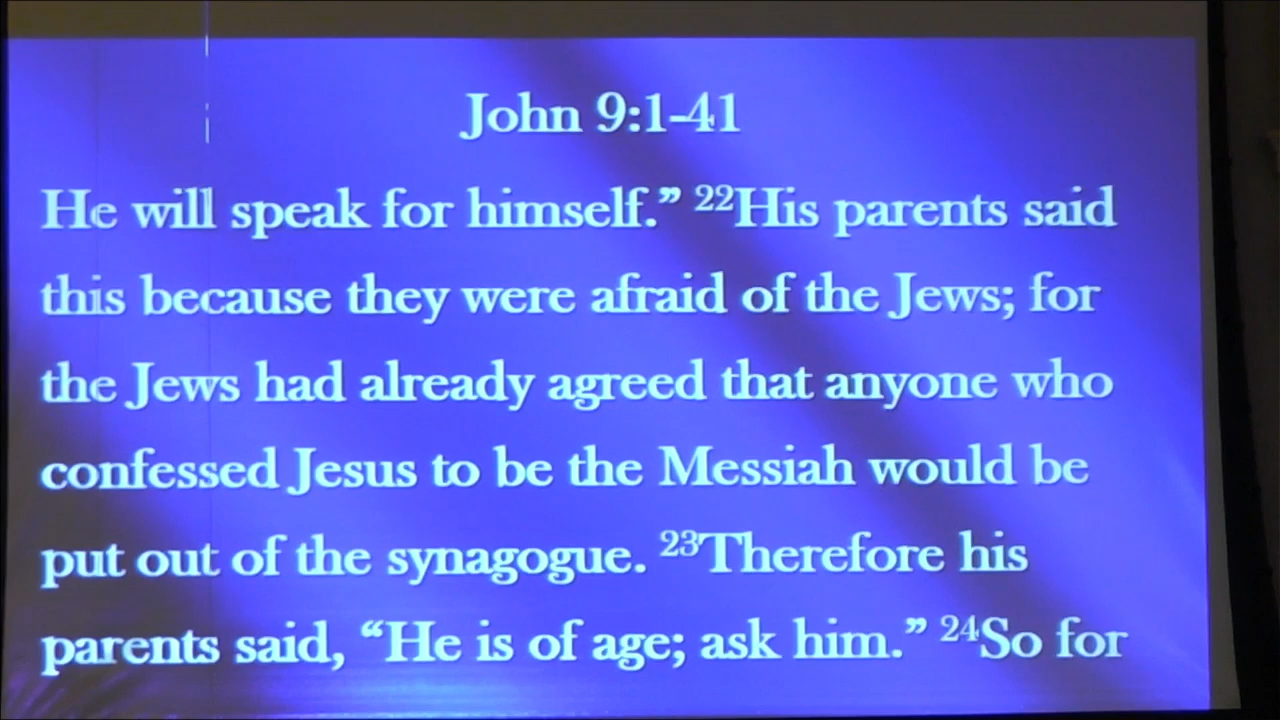 John 9:1-41
He will speak for himself.” ²²His parents said
this because they were afraid of the Jews; for
the Jews had already agreed that anyone who
confessed Jesus to be the Messiah would be
put out of the synagogue. ²³Therefore his
parents said, “He is of age; ask him.” ²⁴So for